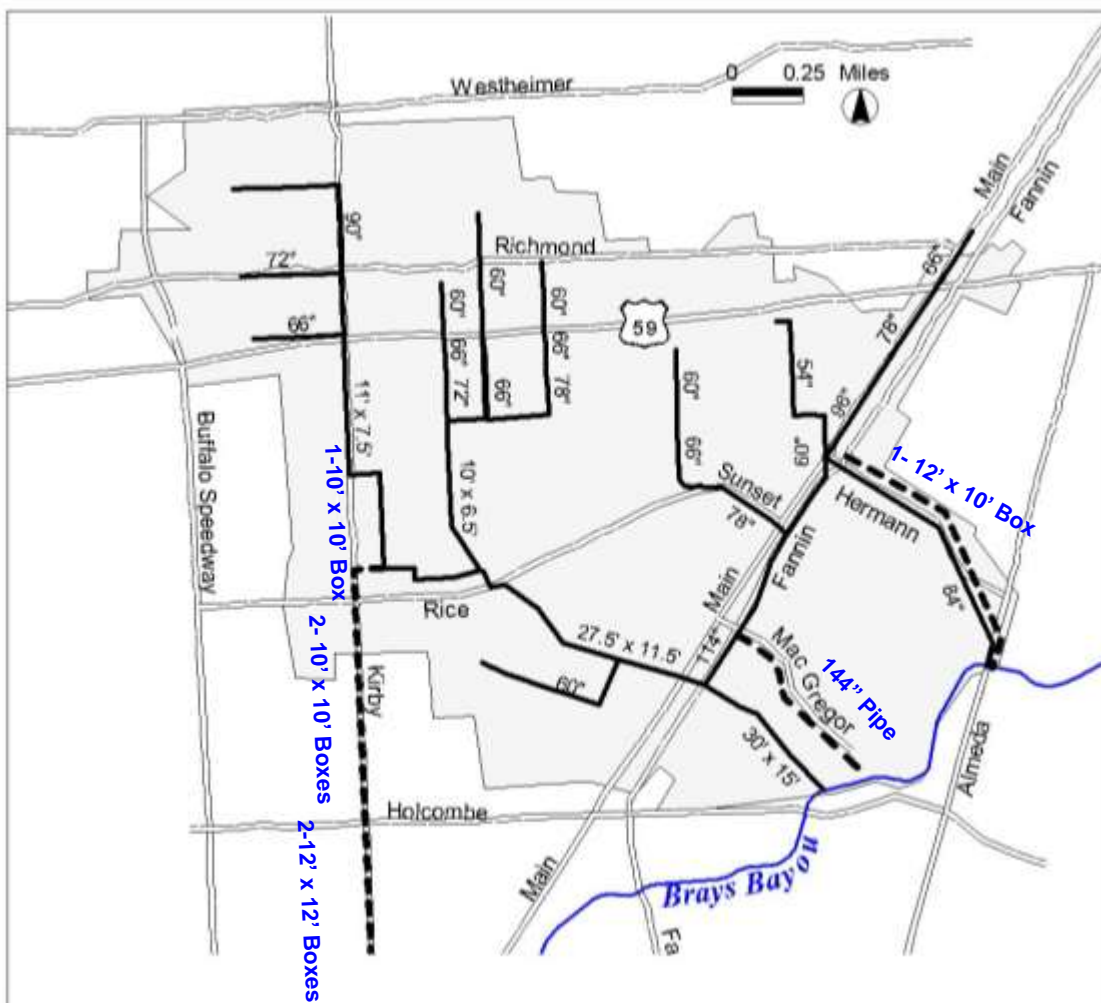 0 0.25 Miles
Westheimer
Main
Fannin
90"
Richmond
72"
60"
66"
60"
60"
66"
59
78"
66"
66"
72"
66"
78"
54"
60"
96"
11' x 7.5'
66"
60"
Buffalo Speedway
1-10' x 10' Box
10' x 6.5'
Sunset
78"
1- 12' x 10' Box
Hermann
Fannin
Main
84"
Rice
27.5' x 11.5'
114"
Mac Gregor
144" Pipe
2- 10' x 10' Boxes
Kirby
60"
30' x 15'
Almeda
Holcombe
2-12' x 12' Boxes
Main
Brays Bayou
Fa